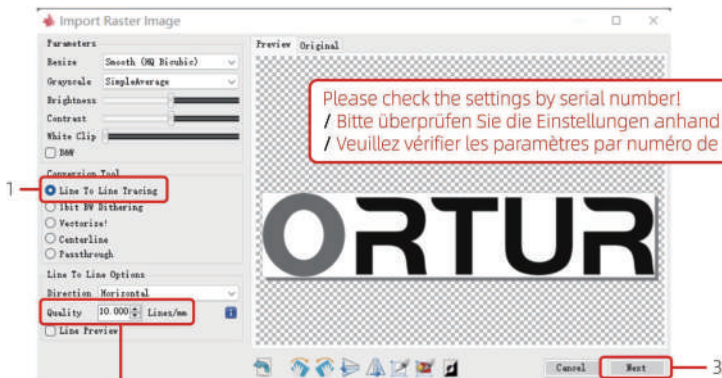 Import Raster Image
Parameters
Preview Original
Resize Smooth (HQ Bicubic)
Grayscale SimpleAverage
Brightness
Contrast
White Clip
B&W
Please check the settings by serial number!
/ Bitte überprüfen Sie die Einstellungen anhand
/ Veuillez vérifier les paramètres par numéro de
Conversion Tool
1
Line To Line Tracing
1bit BW Dithering
Vectorize!
Centerline
Passthrough
ORTUR
Line To Line Options
Direction Horizontal
Quality 10.000 Lines/mm
Line Preview
Cancel Next
3